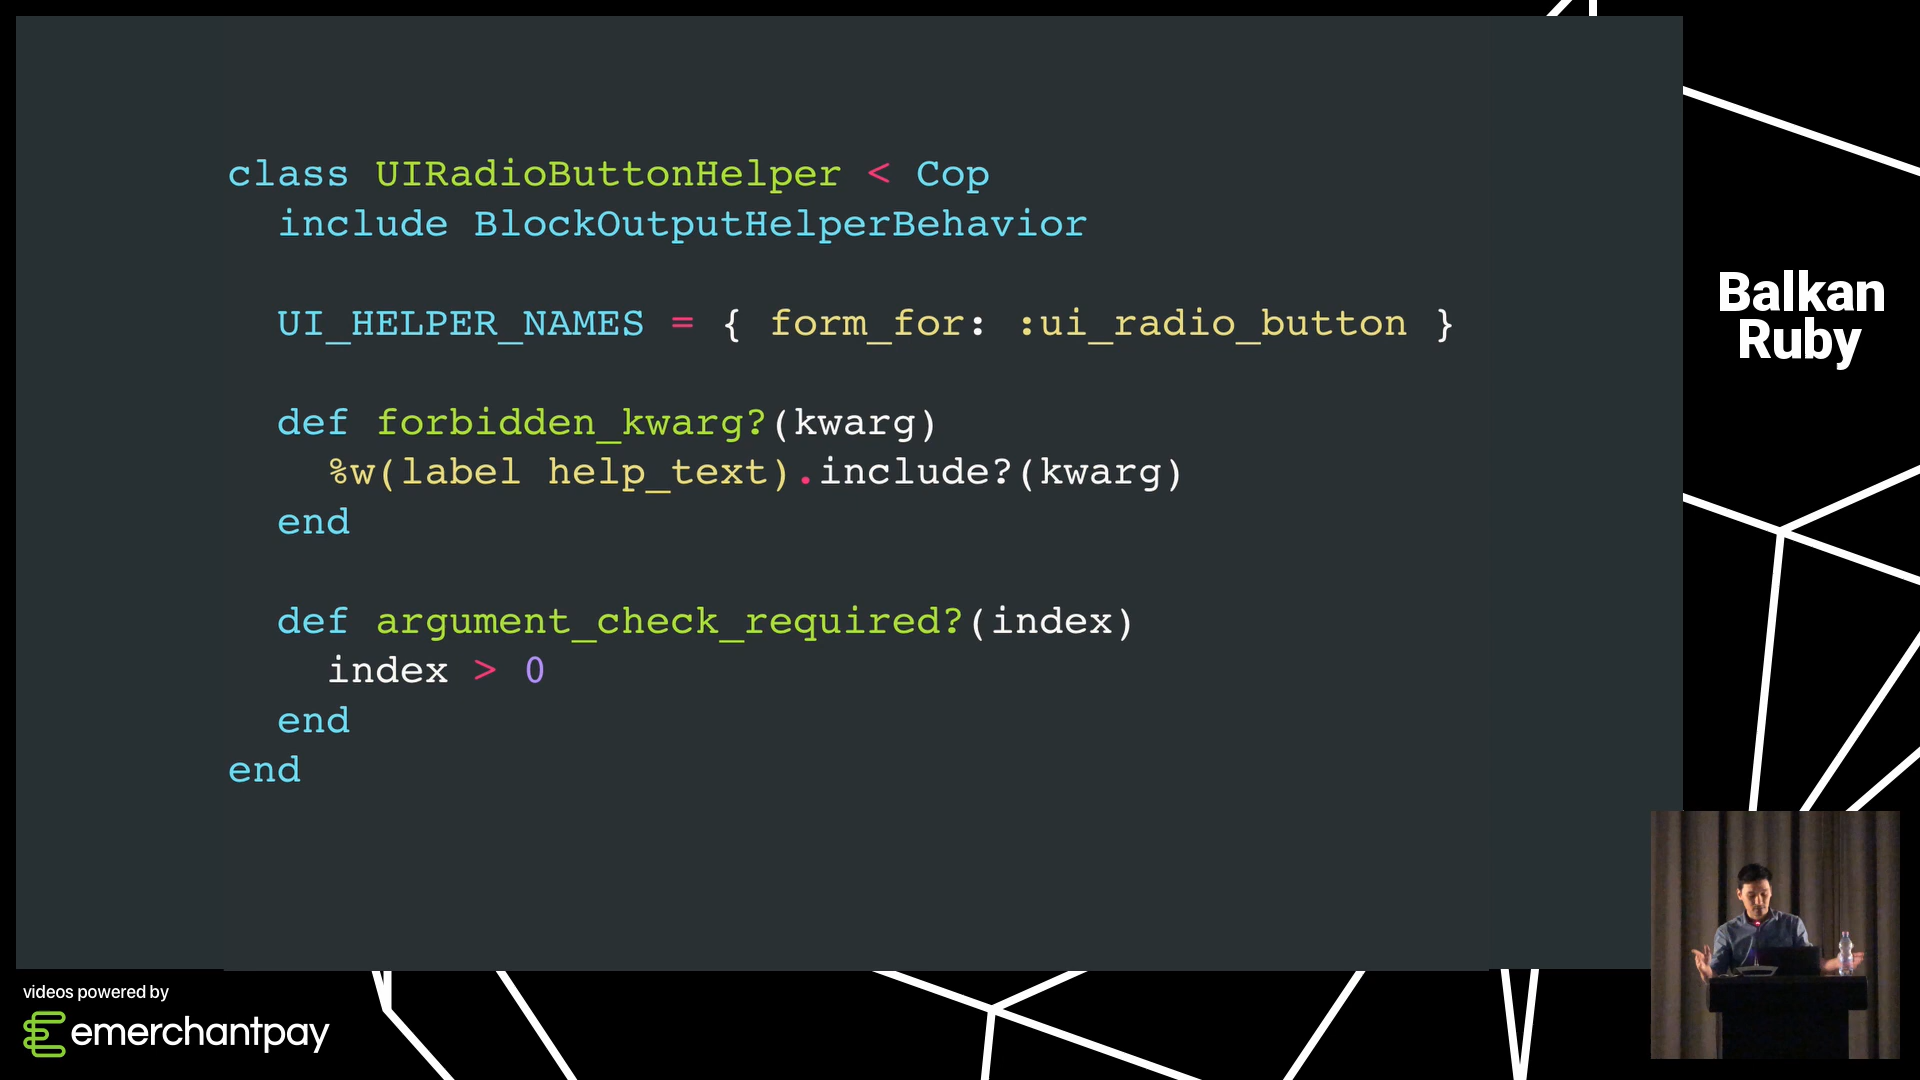 class UIRadioButtonHelper < Cop
  include BlockOutputHelperBehavior
  UI_HELPER_NAMES = { form_for: :ui_radio_button }
  def forbidden_kwarg?(kwarg)
    %w(label help_text).include?(kwarg)
  end
  def argument_check_required?(index)
    index > 0
  end
end
Balkan
Ruby
videos powered by
emerchantpay